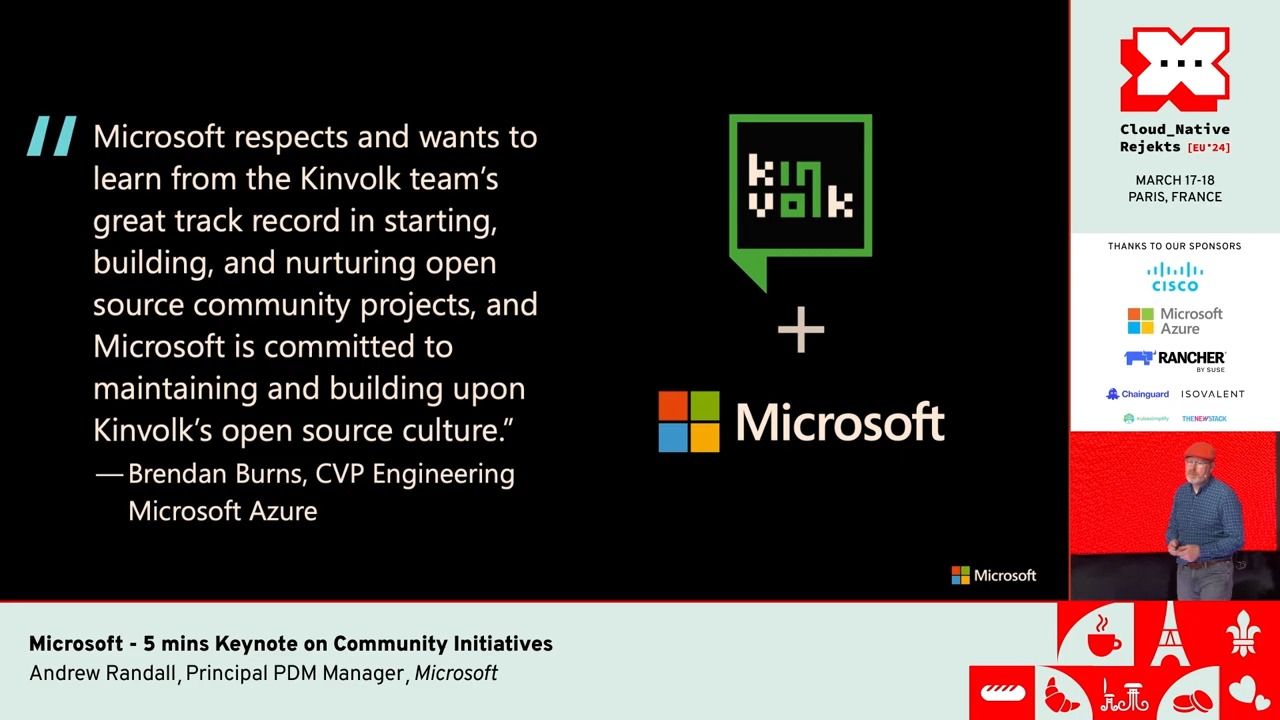 Microsoft respects and wants to
learn from the Kinvolk team's
great track record in starting,
building, and nurturing open
source community projects, and
Microsoft is committed to
maintaining and building upon
Kinvolk's open source culture."
— Brendan Burns, CVP Engineering
Microsoft Azure
kin
volk
+
Microsoft
Microsoft
Cloud_Native
Rejekts [EU*24]
MARCH 17-18
PARIS, FRANCE
THANKS TO OUR SPONSORS
CISCO
Microsoft
Azure
RANCHER
BY SUSE
Chainguard
ISOVALENT
THENEWSTACK
Microsoft - 5 mins Keynote on Community Initiatives
Andrew Randall, Principal PDM Manager, Microsoft